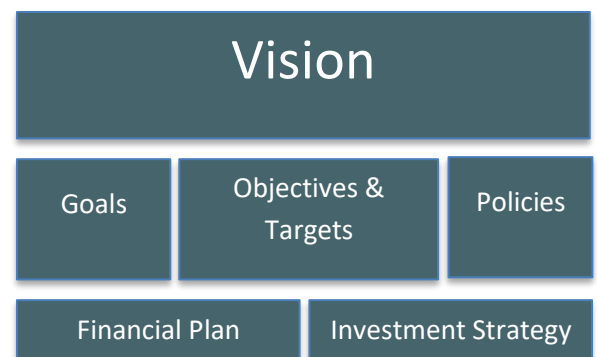 Vision
Goals
Objectives &
Targets
Policies
Financial Plan
Investment Strategy